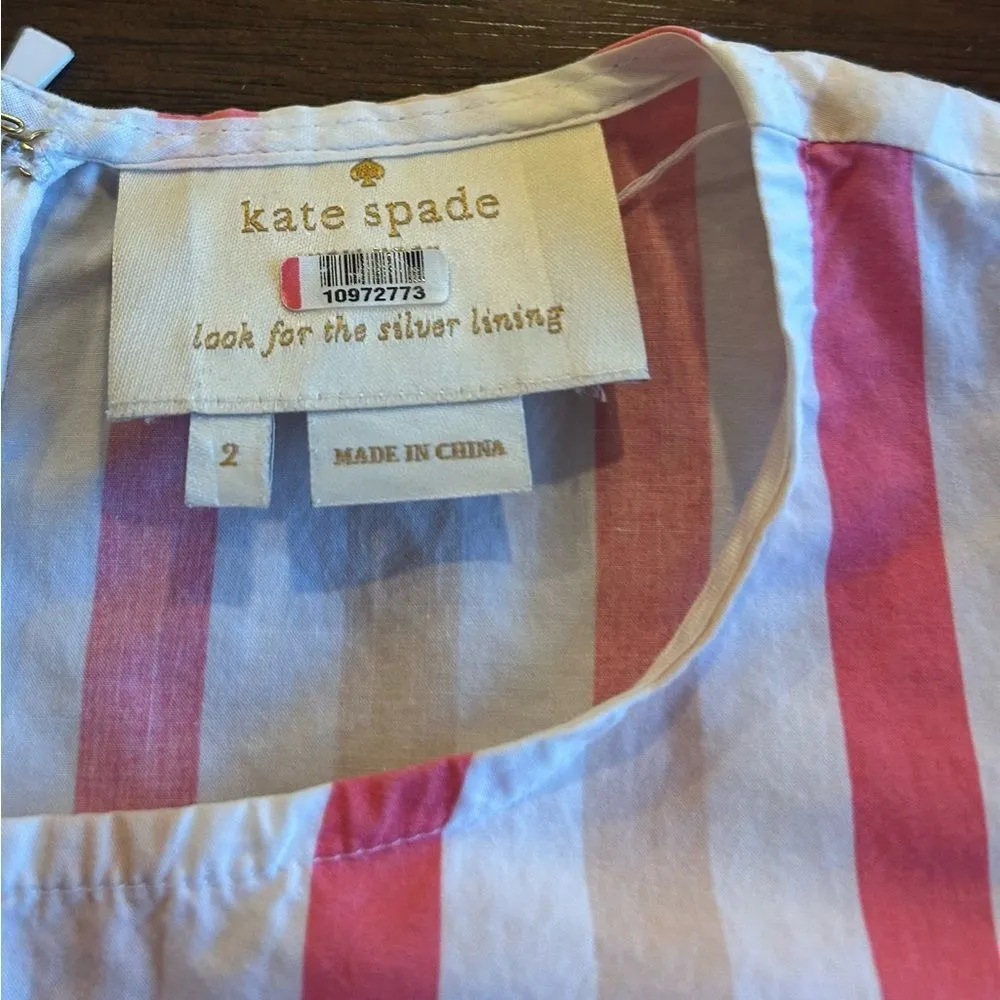 kate spade
10972773
look for the silver lining
2
MADE IN CHINA